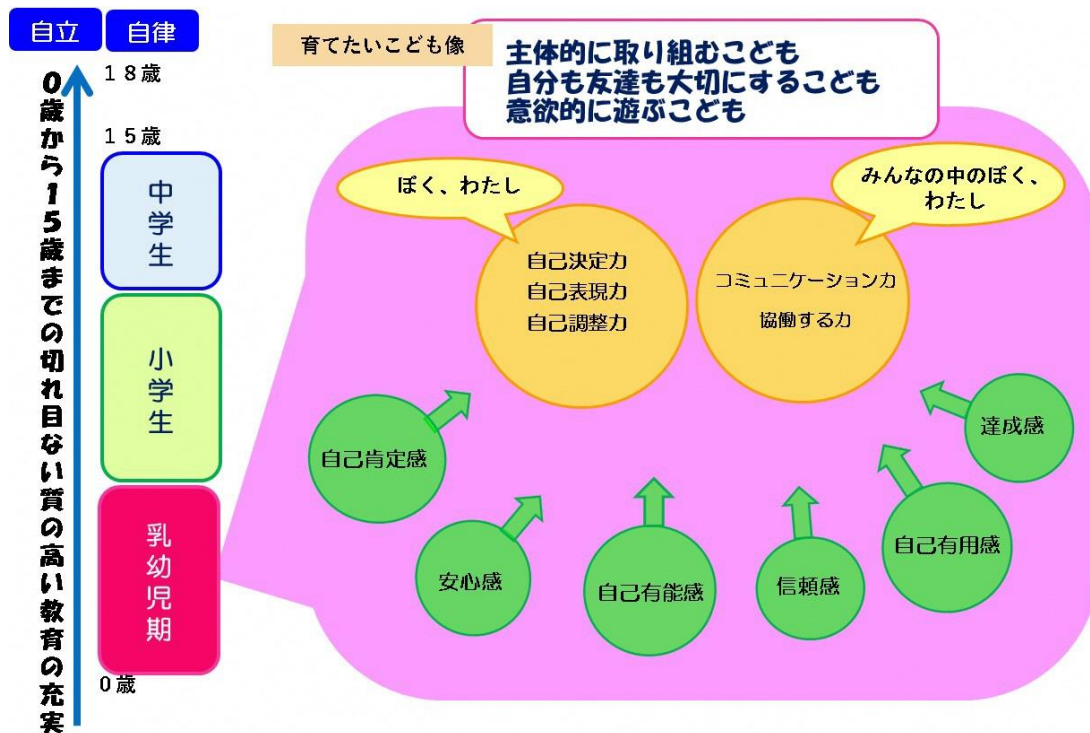 自立
自律
0歳から15歳までの切れ目ない質の高い教育の充実
18歳
15歳
中学生
小学生
乳幼児期
0歳
育てたいこども像
主体的に取り組むこども
自分も友達も大切にするこども
意欲的に遊ぶこども
ぼく、わたし
自己決定力
自己表現力
自己調整力
みんなの中のぼく、
わたし
コミュニケーション力
協働する力
自己肯定感
安心感
自己有能感
信頼感
自己有用感
達成感